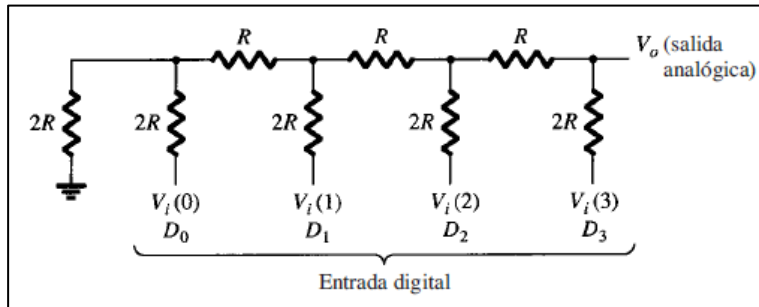 R R R
V_o (salida analógica)
2R 2R 2R 2R 2R
V_i (0) V_i (1) V_i (2) V_i (3)
D_0 D_1 D_2 D_3
Entrada digital